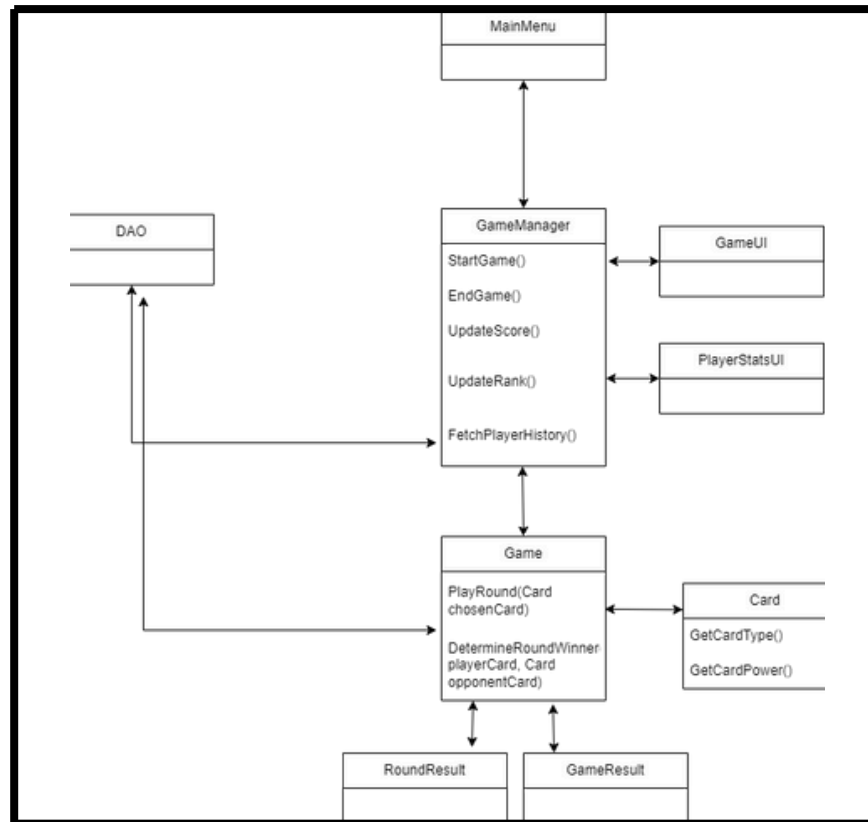 MainMenu
DAO
GameManager
StartGame()
EndGame()
UpdateScore()
UpdateRank()
FetchPlayerHistory()
GameUI
PlayerStatsUI
Game
PlayRound(Card
chosenCard)
DetermineRoundWinner
playerCard, Card
opponentCard)
Card
GetCardType()
GetCardPower()
RoundResult
GameResult